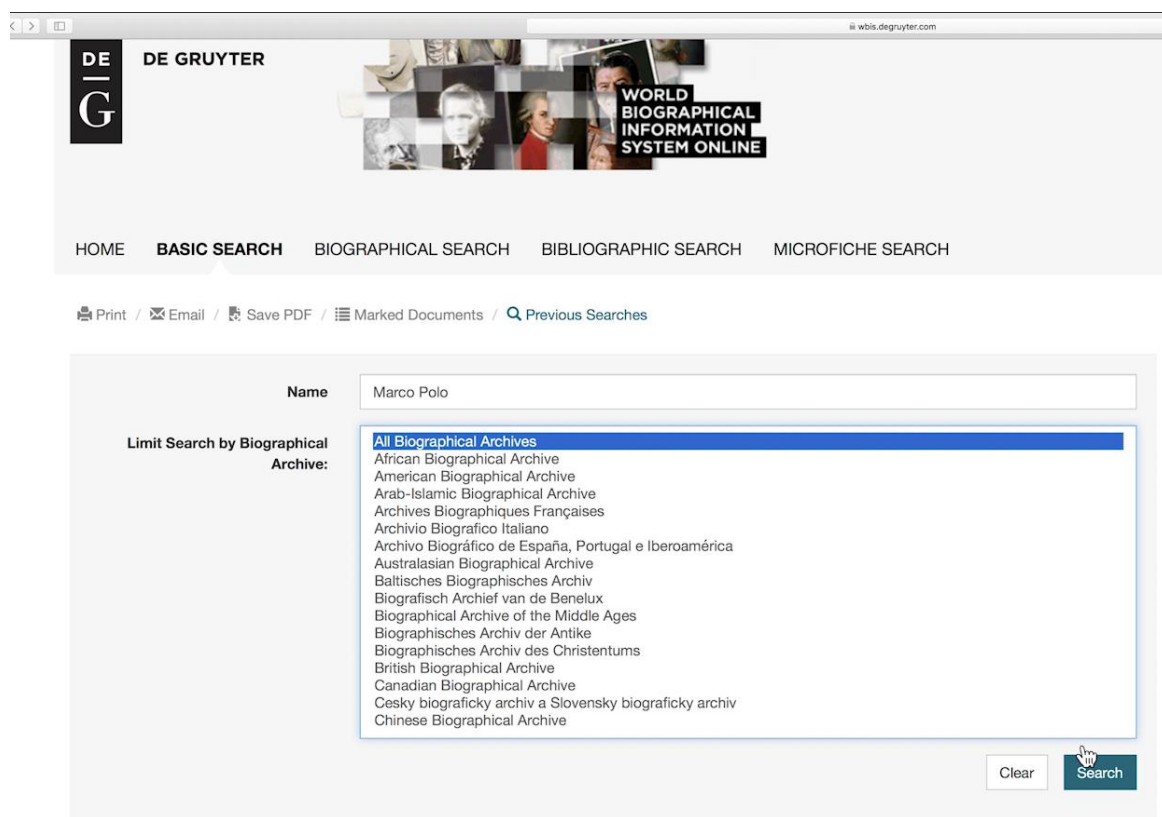 wbis.degruyter.com
DE
G
DE GRUYTER
WORLD
BIOGRAPHICAL
INFORMATION
SYSTEM ONLINE
HOME BASIC SEARCH BIOGRAPHICAL SEARCH BIBLIOGRAPHIC SEARCH MICROFICHE SEARCH
Print / Email / Save PDF / Marked Documents / Previous Searches
Name Marco Polo
Limit Search by Biographical
Archive:
All Biographical Archives
African Biographical Archive
American Biographical Archive
Arab-Islamic Biographical Archive
Archives Biographiques Françaises
Archivio Biografico Italiano
Archivo Biográfico de España, Portugal e Iberoamérica
Australasian Biographical Archive
Baltisches Biographisches Archiv
Biografisch Archief van de Benelux
Biographical Archive of the Middle Ages
Biographisches Archiv der Antike
Biographisches Archiv des Christentums
British Biographical Archive
Canadian Biographical Archive
Cesky biograficky archiv a Slovensky biograficky archiv
Chinese Biographical Archive
Clear Search